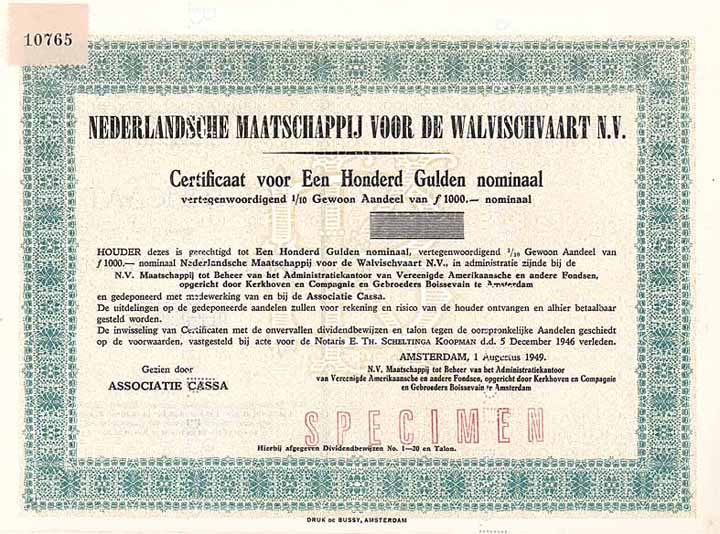 10765
NEDERLANDSCHE MAATSCHAPPIJ VOOR DE WALVISCHVAART N.V.
Certificaat voor Een Honderd Gulden nominaal
vertegenwoordigend 1/10 Gewoon Aandeel van ƒ 1000.— nominaal
HOUDER dezes is gerechtigd tot Een Honderd Gulden nominaal, vertegenwoordigend 1/10 Gewoon Aandeel van
ƒ 1000.— nominaal Nederlandsche Maatschappij voor de Walvischvaart N.V., in administratie zijnde bij de
N.V. Maatschappij tot Beheer van het Administratiekantoor van Vereenigde Amerikaansche en andere Fondsen,
opgericht door Kerkhoven en Compagnie en Gebroeders Boissevain te Amsterdam
en gedeponeerd met medewerking van en bij de Associatie Cassa.
De uitdelingen op de gedeponeerde aandelen zullen voor rekening en risico van de houder ontvangen en alhier betaalbaar
gesteld worden.
De inwisseling van Certificaten met de onvervallen dividendbewijzen en talon tegen de oorspronkelijke Aandelen geschiedt
op de voorwaarden, vastgesteld bij acte voor de Notaris E. TH. SCHELTINGA KOOPMAN d.d. 5 December 1946 verleden.
AMSTERDAM, 1 Augustus 1949.
Gezien door
ASSOCIATIE CASSA
N.V. Maatschappij tot Beheer van het Administratiekantoor
van Vereenigde Amerikaansche en andere Fondsen, opgericht door Kerkhoven en Compagnie
en Gebroeders Boissevain te Amsterdam
SPECIMEN
Hierbij afgegeven Dividendbewijzen No. 1—20 en Talon.
DRUK DE BUSSY, AMSTERDAM